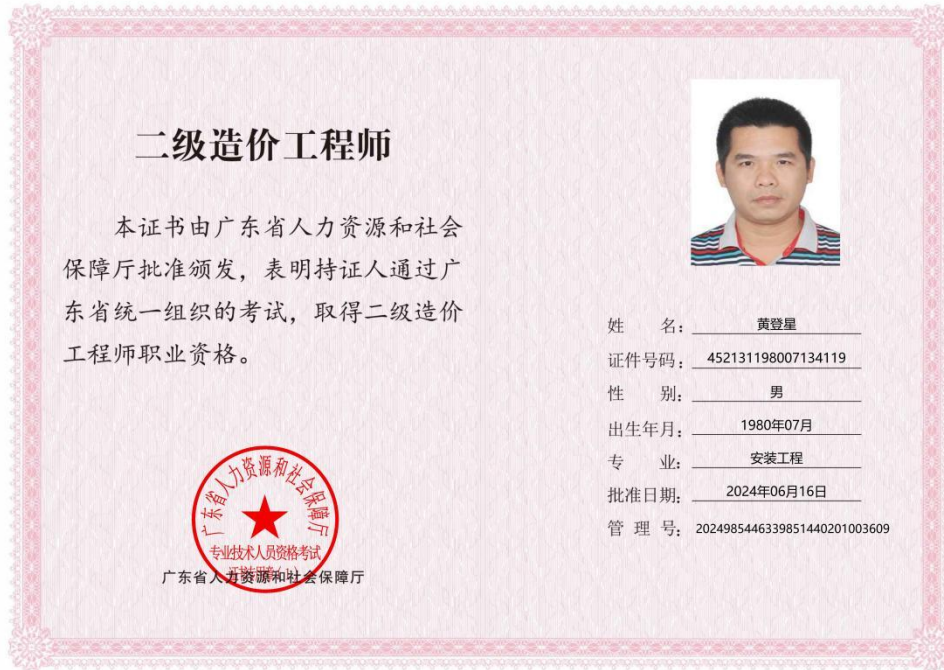 二级造价工程师
本证书由广东省人力资源和社会
保障厅批准颁发，表明持证人通过广
东省统一组织的考试，取得二级造价
工程师职业资格。
广东省人力资源和社会保障厅
专业技术人员资格考试
广东省人力资源和社会保障厅
姓 名：黄登星
证件号码：452131198007134119
性 别：男
出生年月：1980年07月
专 业：安装工程
批准日期：2024年06月16日
管 理 号：2024985446339851440201003609